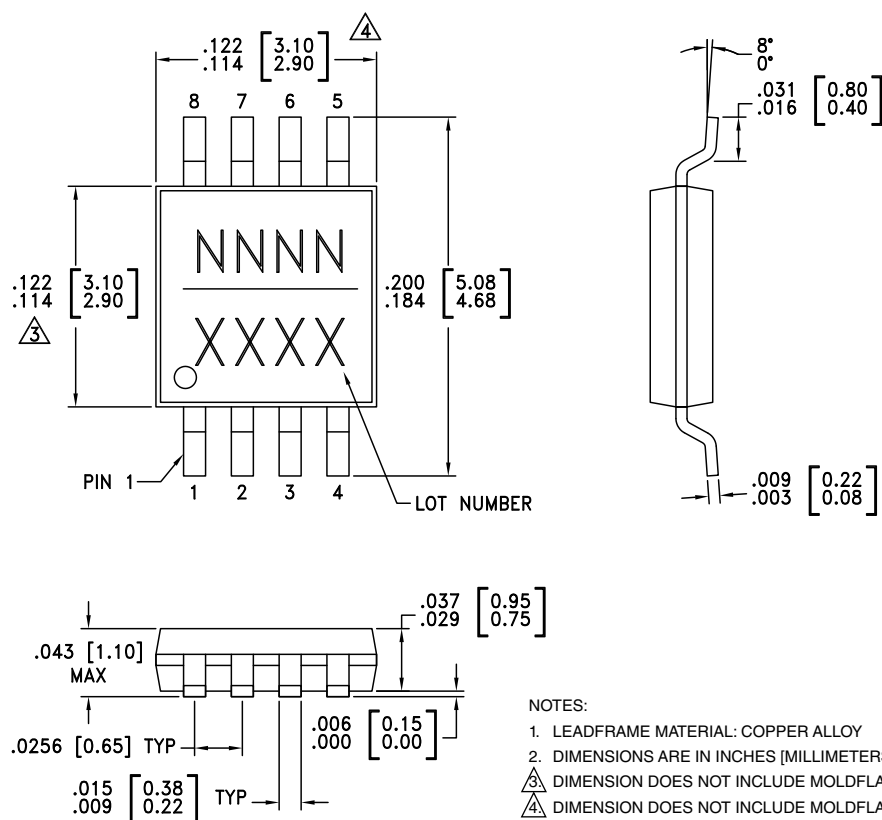 4
.122 [3.10]
.114 [2.90]
8 7 6 5
8°
0°
.031 [0.80]
.016 [0.40]
NNNN
XXXX
.122 [3.10]
.114 [2.90]
3
.200 [5.08]
.184 [4.68]
PIN 1
1 2 3 4
LOT NUMBER
.009 [0.22]
.003 [0.08]
.037 [0.95]
.029 [0.75]
.043 [1.10]
MAX
.006 [0.15]
.000 [0.00]
.0256 [0.65] TYP
.015 [0.38]
.009 [0.22]
TYP
NOTES:
1. LEADFRAME MATERIAL: COPPER ALLOY
2. DIMENSIONS ARE IN INCHES [MILLIMETER
3. DIMENSION DOES NOT INCLUDE
4. DIMENSION DOES NOT INCLUDE